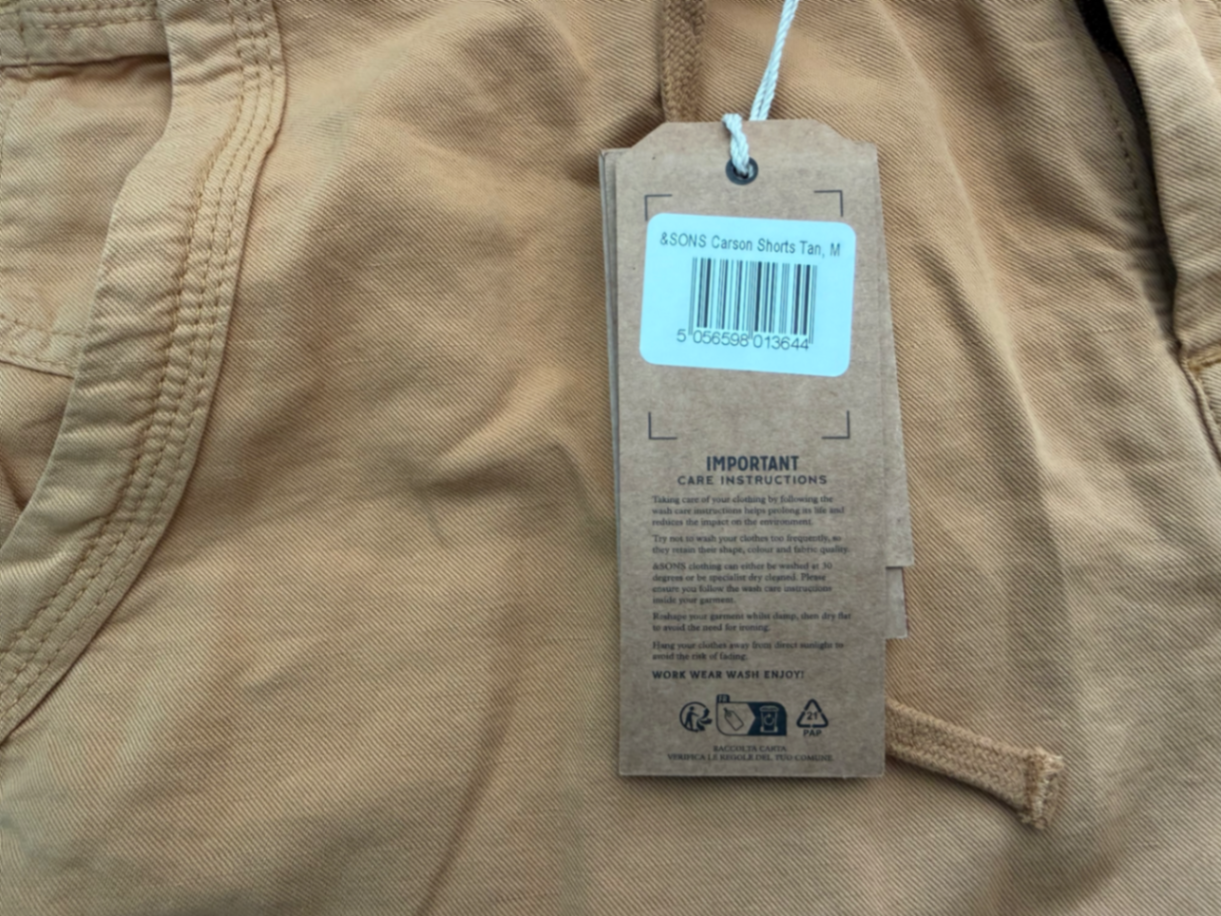 &SONS Carson Shorts Tan, M
5 056598 013644
IMPORTANT
CARE INSTRUCTIONS
Taking care of your clothing by following the
wash care instructions helps prolong its life and
reduces the impact on the environment.
Try not to wash your clothes too frequently, so
they retain their shape, colour and fabric quality.
&SONS clothing can either be washed at 30
degrees or be specialist dry cleaned. Please
ensure you follow the wash care instructions
inside your garment.
Reshape your garment whilst damp, then dry flat
to avoid the need for ironing.
Hang your clothes away from direct sunlight to
avoid the risk of fading.
WORK WEAR WASH ENJOY!
21
PAP
RACCOLTA CARTA
VERIFICA LE REGOLE DEL TUO COMUNE